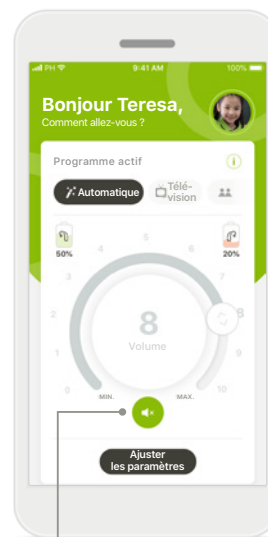 PH 9:41 AM 100%
Bonjour Teresa,
Comment allez-vous ?
Programme actif i
Automatique Télé-
vision
50% 20%
5
4 6
3 7
2 8
1 9
0 10
8
Volume
MIN. MAX.
Ajuster
les paramètres